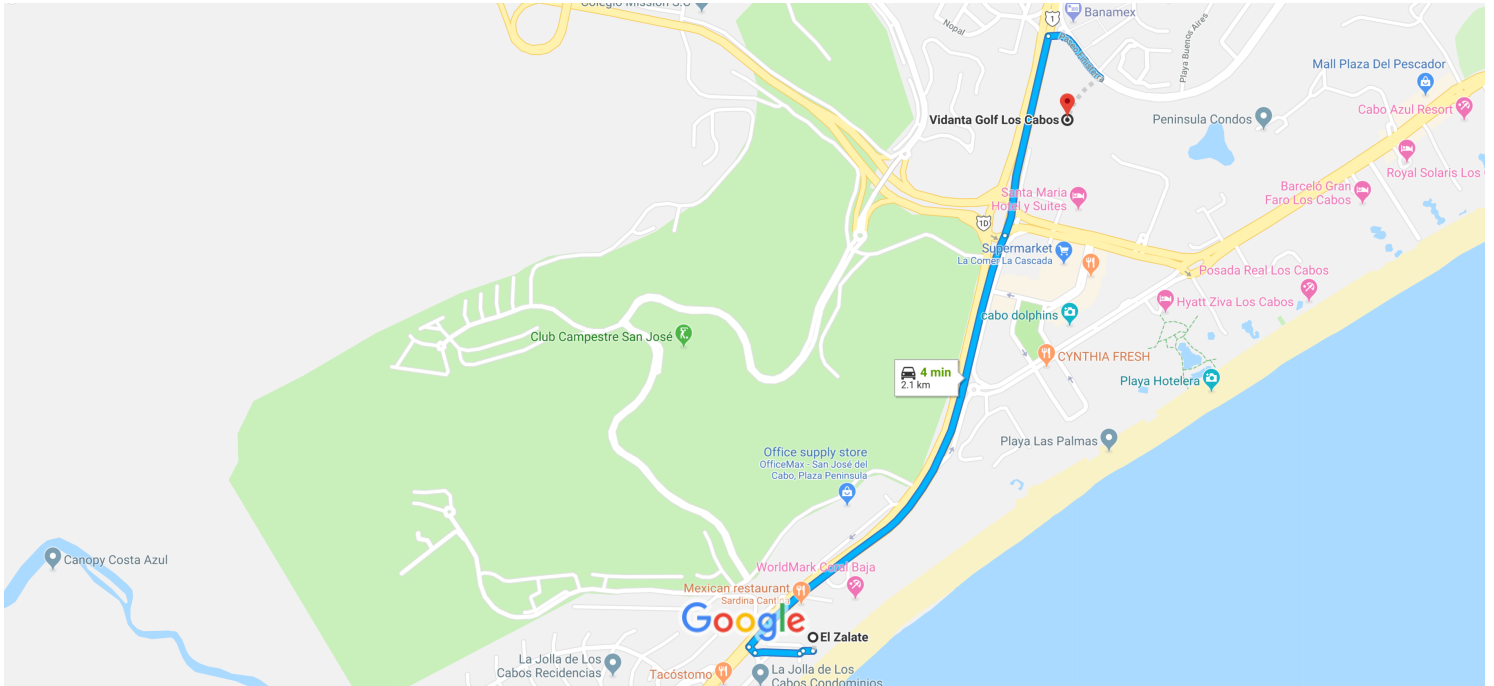 Colegio Mission S.C
1
Banamex
Nopal
Playa Buenos Aires
Mall Plaza Del Pescador
Vidanta Golf Los Cabos
Peninsula Condos
Cabo Azul Resort
Royal Solaris Los
Santa Maria
Hotel y Suites
Barceló Gran
Faro Los Cabos
1D
Supermarket
La Comer La Cascada
Posada Real Los Cabos
Hyatt Ziva Los Cabos
cabo dolphins
Club Campestre San José
CYNTHIA FRESH
4 min
2.1 km
Playa Hotelera
Playa Las Palmas
Office supply store
OfficeMax - San José del
Cabo, Plaza Peninsula
Canopy Costa Azul
WorldMark Coral Baja
Mexican restaurant
Sardina Cantina
Google
El Zalate
La Jolla de Los
Cabos Residencias
Tacóstomo
La Jolla de Los
Cabos Condominios